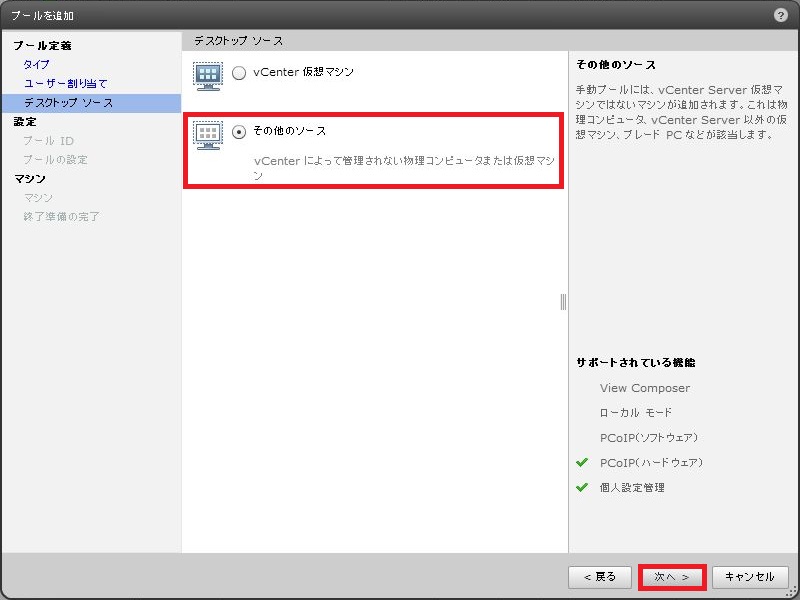 プールを追加
?
プール定義
タイプ
ユーザー割り当て
デスクトップ ソース
設定
プール ID
プールの設定
マシン
マシン
終了準備の完了
デスクトップ ソース
vCenter 仮想マシン
その他のソース
vCenter によって管理されない物理コンピュータまたは仮想マシ
ン
その他のソース
手動プールには、vCenter Server 仮想マ
シンではないマシンが追加されます。これは物
理コンピュータ、vCenter Server 以外の仮
想マシン、ブレード PC などが該当します。
サポートされている機能
View Composer
ローカル モード
PCoIP(ソフトウェア)
PCoIP(ハードウェア)
個人設定管理
< 戻る
次へ >
キャンセル